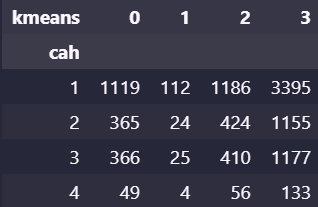 kmeans 0 1 2 3
cah
1 1119 112 1186 3395
2 365 24 424 1155
3 366 25 410 1177
4 49 4 56 133